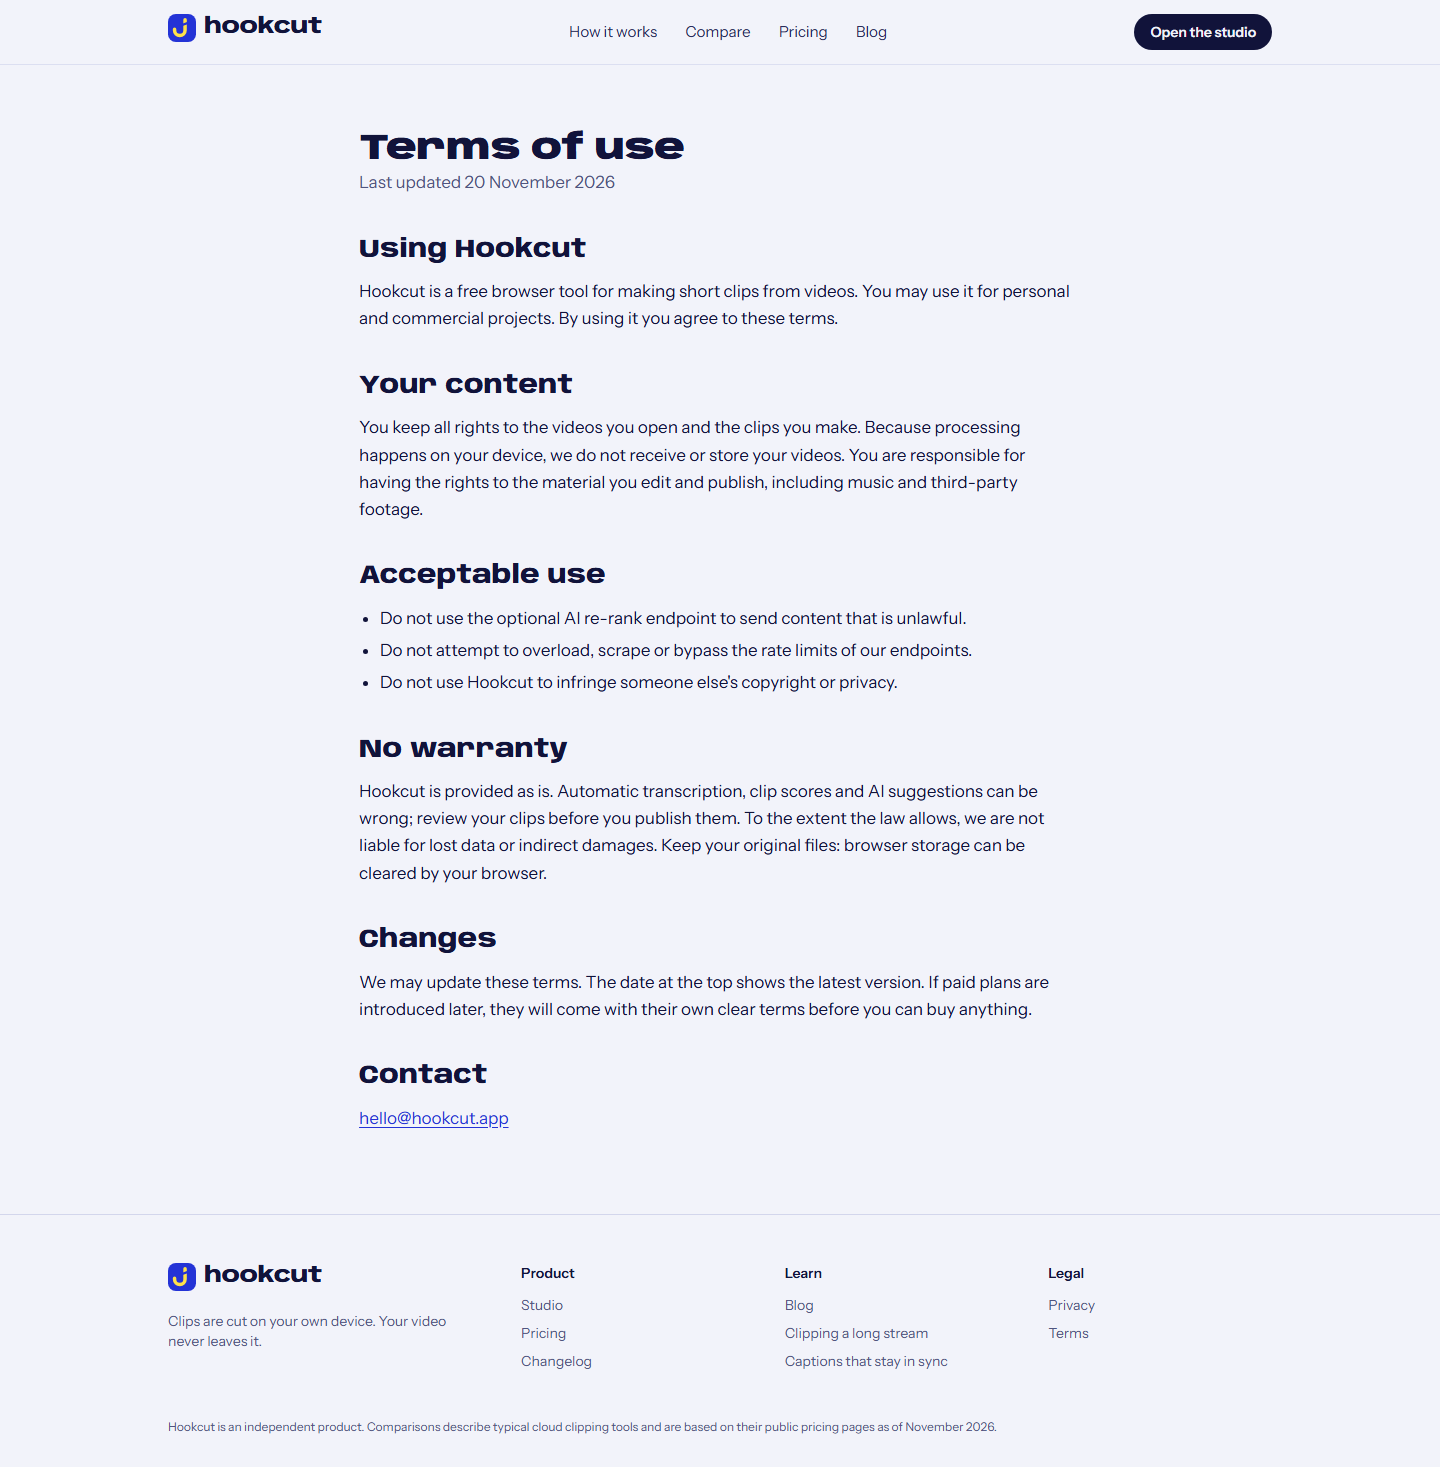 hookcut
How it works
Compare
Pricing
Blog
Open the studio
Terms of use
Last updated 20 November 2026
Using Hookcut
Hookcut is a free browser tool for making short clips from videos. You may use it for personal
and commercial projects. By using it you agree to these terms.
Your content
You keep all rights to the videos you open and the clips you make. Because processing
happens on your device, we do not receive or store your videos. You are responsible for
having the rights to the material you edit and publish, including music and third-party
footage.
Acceptable use
• Do not use the optional AI re-rank endpoint to send content that is unlawful.
• Do not attempt to overload, scrape or bypass the rate limits of our endpoints.
• Do not use Hookcut to infringe someone else's copyright or privacy.
No warranty
Hookcut is provided as is. Automatic transcription, clip scores and AI suggestions can be
wrong; review your clips before you publish them. To the extent the law allows, we are not
liable for lost data or indirect damages. Keep your original files: browser storage can be
cleared by your browser.
Changes
We may update these terms. The date at the top shows the latest version. If paid plans are
introduced later, they will come with their own clear terms before you can buy anything.
Contact
hello@hookcut.app
hookcut
Clips are cut on your own device. Your video
never leaves it.
Product
Studio
Pricing
Changelog
Learn
Blog
Clipping a long stream
Captions that stay in sync
Legal
Privacy
Terms
Hookcut is an independent product. Comparisons describe typical cloud clipping tools and are based on their public pricing pages as of November 2026.